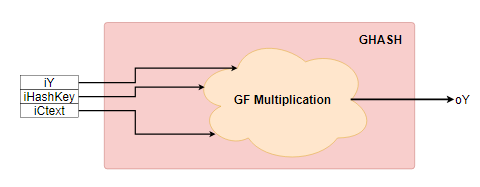 GHASH
iY
iHashKey
iCtext
GF Multiplication
oY